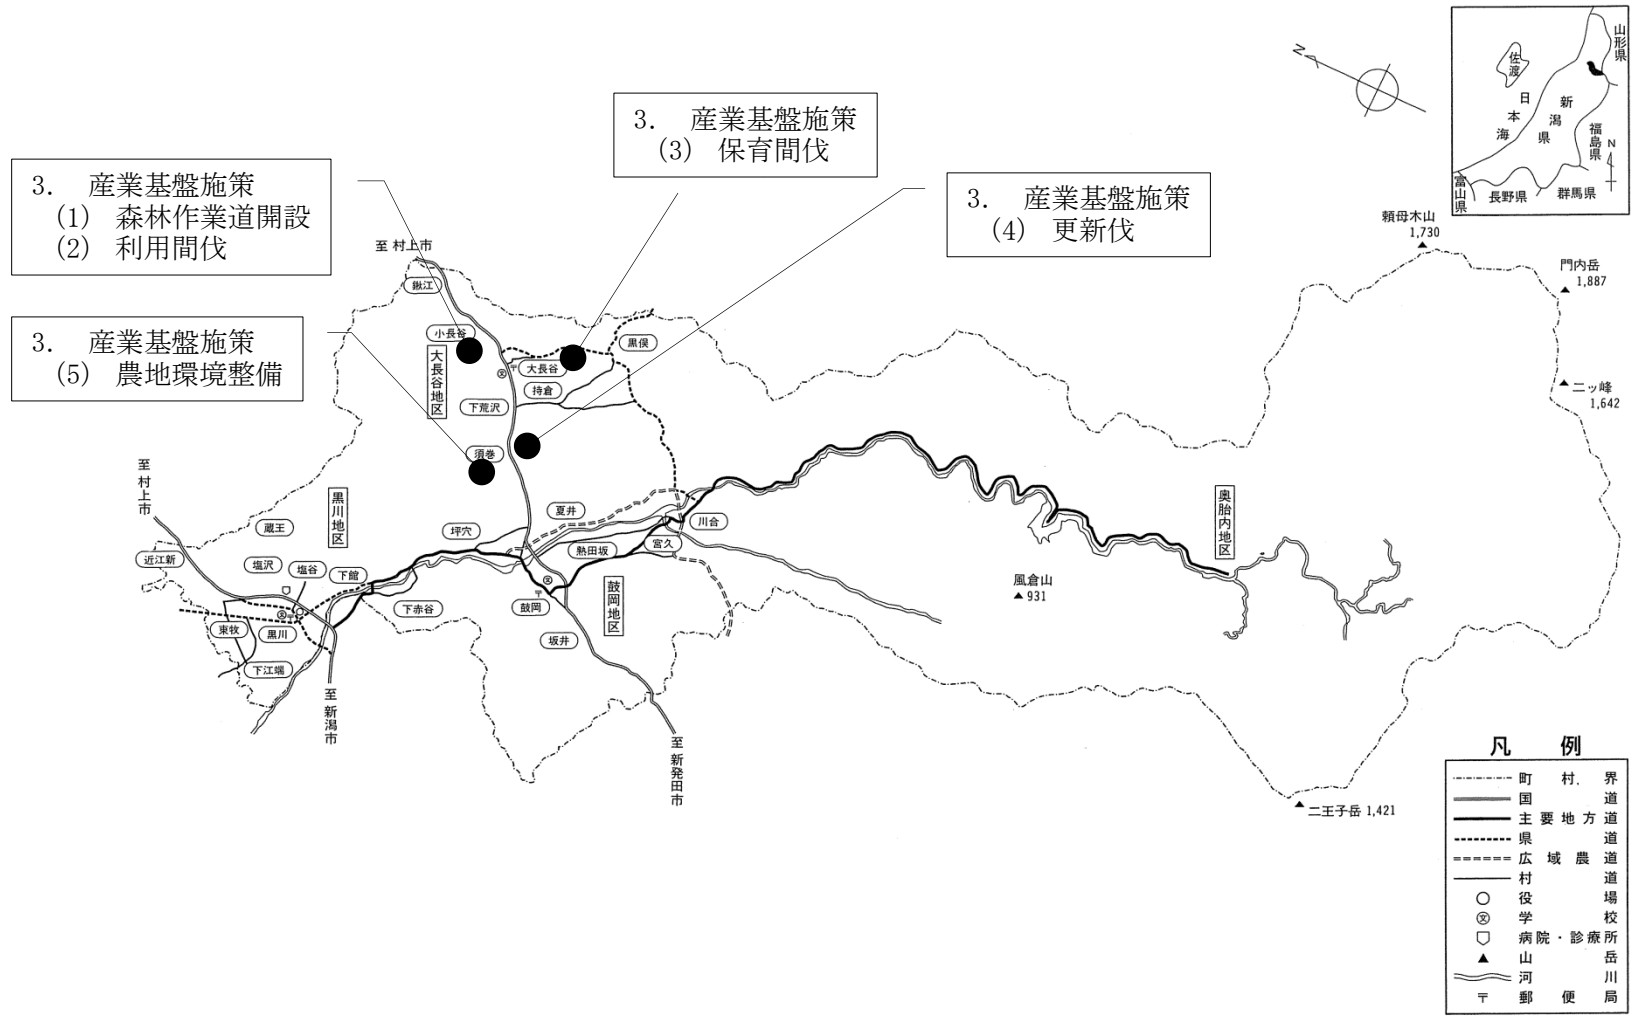 3. 産業基盤施策
(1) 森林作業道開設
(2) 利用間伐
3. 産業基盤施策
(3) 保育間伐
3. 産業基盤施策
(4) 更新伐
3. 産業基盤施策
(5) 農地環境整備
N
山形県
佐渡
日本海
新潟県
福島県
N
富山県
長野県
群馬県
至 村上市
鍬江
小長谷
大長谷地区
大長谷
黒俣
持倉
下荒沢
須巻
頼母木山
1,730
門内岳
1,887
二ッ峰
1,642
至村上市
黒川地区
蔵王
近江新
塩沢
塩谷
下館
坪穴
夏井
川合
熱田坂
宮久
奥胎内地区
風倉山
931
東牧
黒川
下江端
下赤谷
鼓岡
鼓岡地区
坂井
至 新潟市
至 新発田市
二王子岳 1,421
凡 例
町村界
国道
主要地方道
県道
広域農道
村道
役場
文 学校
病院・診療所
山岳
河川
〒 郵便局